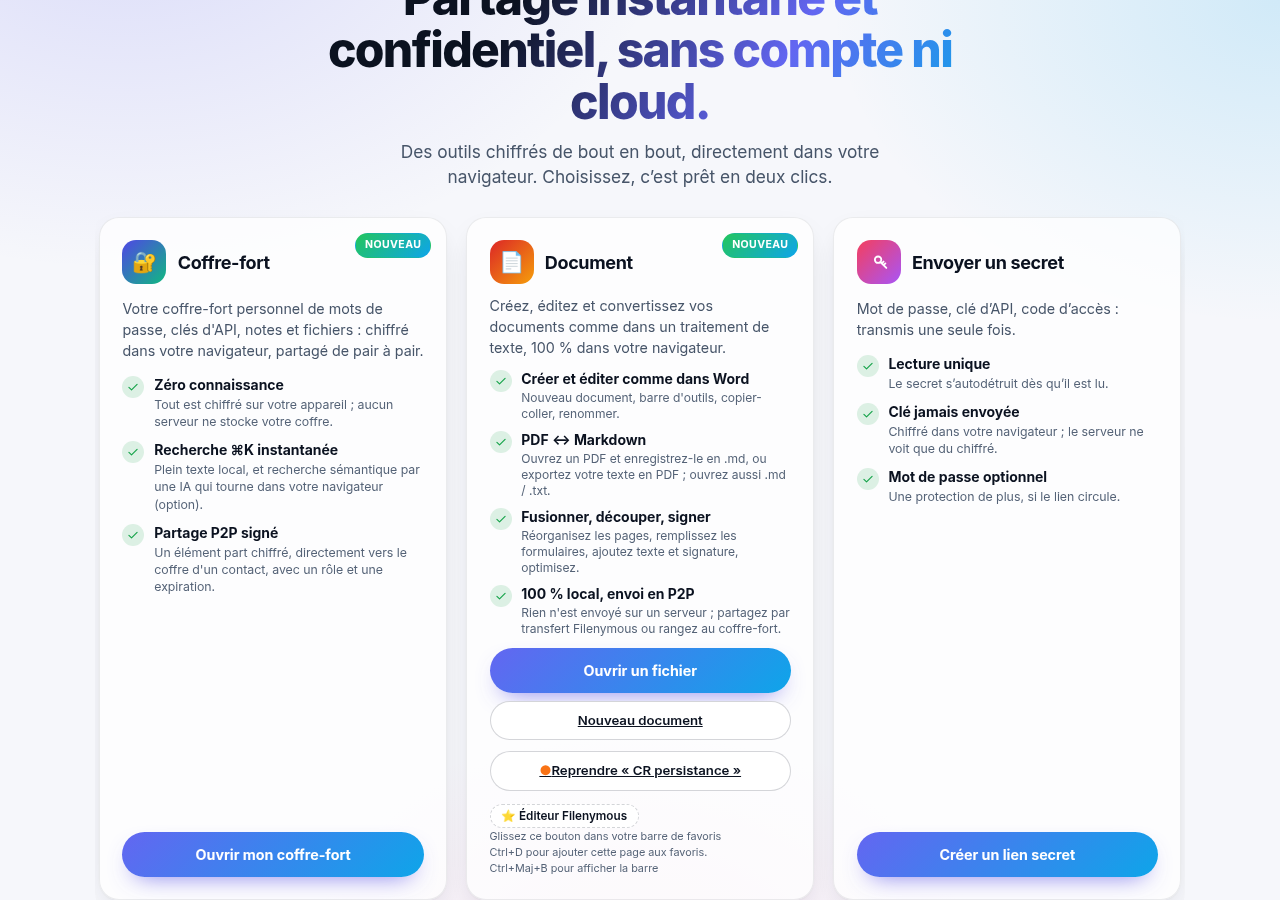 Partage instantané et
confidentiel, sans compte ni
cloud.
Des outils chiffrés de bout en bout, directement dans votre
navigateur. Choisissez, c’est prêt en deux clics.
NOUVEAU
Coffre-fort
Votre coffre-fort personnel de mots de
passe, clés d'API, notes et fichiers : chiffré
dans votre navigateur, partagé de pair à pair.
Zéro connaissance
Tout est chiffré sur votre appareil ; aucun
serveur ne stocke votre coffre.
Recherche ⌘K instantanée
Plein texte local, et recherche sémantique par
une IA qui tourne dans votre navigateur
(option).
Partage P2P signé
Un élément part chiffré, directement vers le
coffre d'un contact, avec un rôle et une
expiration.
Ouvrir mon coffre-fort
NOUVEAU
Document
Créez, éditez et convertissez vos
documents comme dans un traitement de
texte, 100 % dans votre navigateur.
Créer et éditer comme dans Word
Nouveau document, barre d'outils, copier-
coller, renommer.
PDF ↔ Markdown
Ouvrez un PDF et enregistrez-le en .md, ou
exportez votre texte en PDF ; ouvrez aussi .md
/ .txt.
Fusionner, découper, signer
Réorganisez les pages, remplissez les
formulaires, ajoutez texte et signature,
optimisez.
100 % local, envoi en P2P
Rien n'est envoyé sur un serveur ; partagez par
transfert Filenymous ou rangez au coffre-fort.
Ouvrir un fichier
Nouveau document
Reprendre « CR persistance »
⭐ Éditeur Filenymous
Glissez ce bouton dans votre barre de favoris
Ctrl+D pour ajouter cette page aux favoris.
Ctrl+Maj+B pour afficher la barre
Envoyer un secret
Mot de passe, clé d’API, code d’accès :
transmis une seule fois.
Lecture unique
Le secret s’autodétruit dès qu’il est lu.
Clé jamais envoyée
Chiffré dans votre navigateur ; le serveur ne
voit que du chiffré.
Mot de passe optionnel
Une protection de plus, si le lien circule.
Créer un lien secret